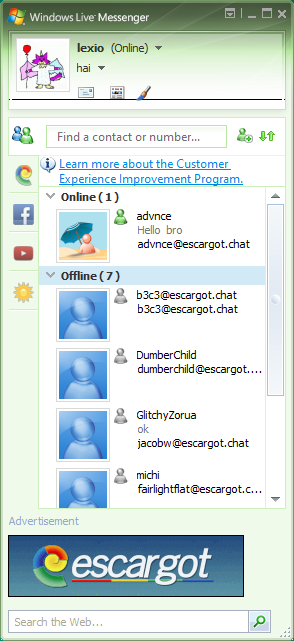 Windows Live Messenger
lexio (Online)
hai
Find a contact or number...
Learn more about the Customer
Experience Improvement Program.
Online ( 1 )
advnce
Hello bro
advnce@escargot.chat
Offline ( 7 )
b3c3@escargot.chat
b3c3@escargot.chat
DumberChild
dumberchild@escargot....
GlitchyZorua
ok
jacobw@escargot.chat
michi
fairlightflat@escargot.c...
Advertisement
escargot
Search the Web...